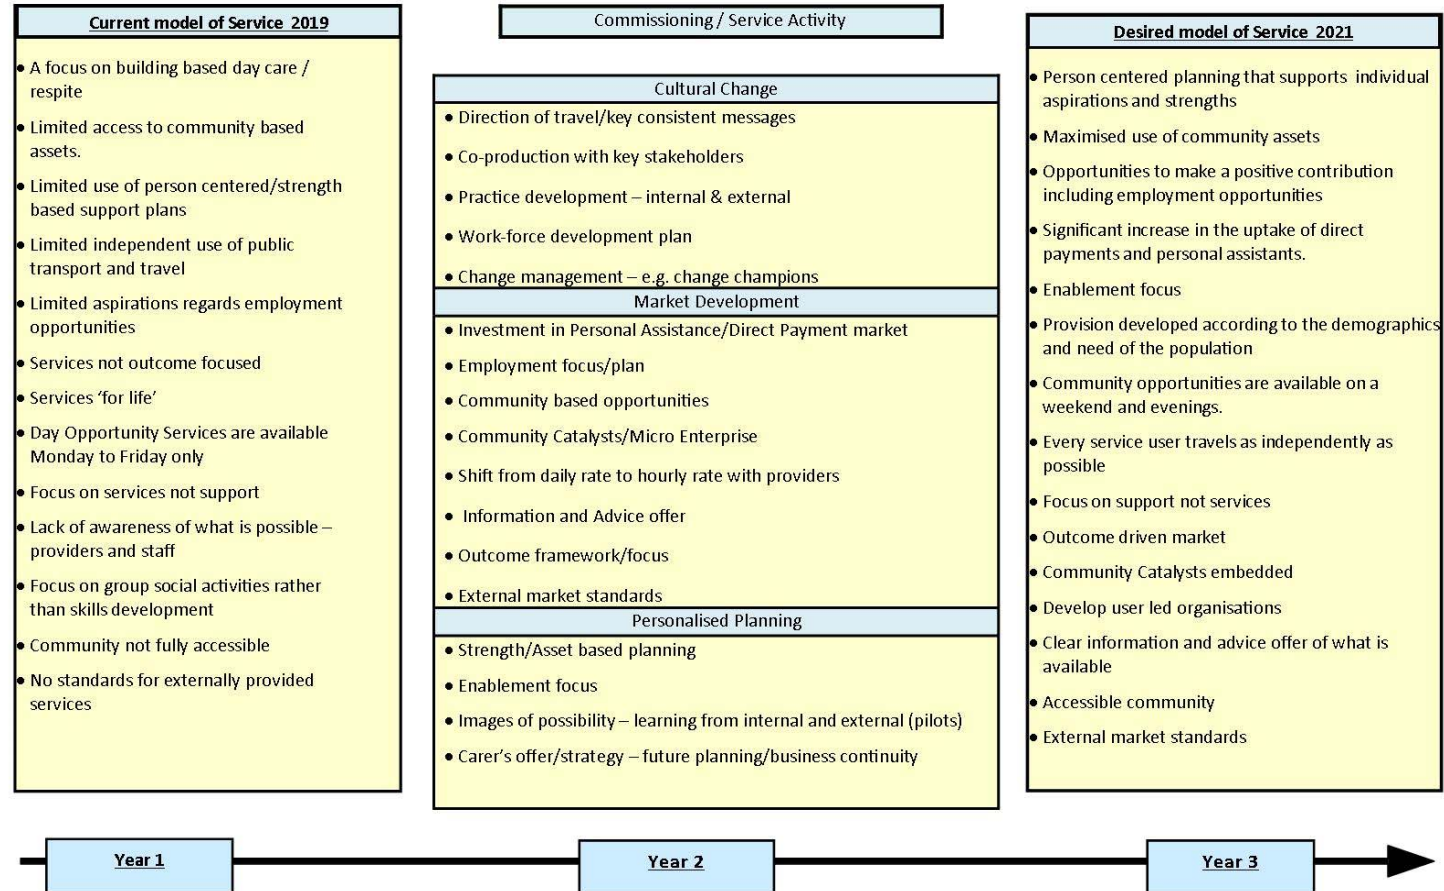 Current model of Service 2019
• A focus on building based day care /
respite
• Limited access to community based
assets.
• Limited use of person centered/strength
based support plans
• Limited independent use of public
transport and travel
• Limited aspirations regards employment
opportunities
• Services not outcome focused
• Services ‘for life’
• Day Opportunity Services are available
Monday to Friday only
• Focus on services not support
• Lack of awareness of what is possible –
providers and staff
• Focus on group social activities rather
than skills development
• Community not fully accessible
• No standards for externally provided
services
Commissioning / Service Activity
Cultural Change
• Direction of travel/key consistent messages
• Co-production with key stakeholders
• Practice development – internal & external
• Work-force development plan
• Change management – e.g. change champions
Market Development
• Investment in Personal Assistance/Direct Payment market
• Employment focus/plan
• Community based opportunities
• Community Catalysts/Micro Enterprise
• Shift from daily rate to hourly rate with providers
• Information and Advice offer
• Outcome framework/focus
• External market standards
Personalised Planning
• Strength/Asset based planning
• Enablement focus
• Images of possibility – learning from internal and external (pilots)
• Carer’s offer/strategy – future planning/business continuity
Desired model of Service 2021
• Person centered planning that supports individual
aspirations and strengths
• Maximised use of community assets
• Opportunities to make a positive contribution
including employment opportunities
• Significant increase in the uptake of direct
payments and personal assistants.
• Enablement focus
• Provision developed according to the demographics
and need of the population
• Community opportunities are available on a
weekend and evenings.
• Every service user travels as independently as
possible
• Focus on support not services
• Outcome driven market
• Community Catalysts embedded
• Develop user led organisations
• Clear information and advice offer of what is
available
• Accessible community
• External market standards
Year 1
Year 2
Year 3